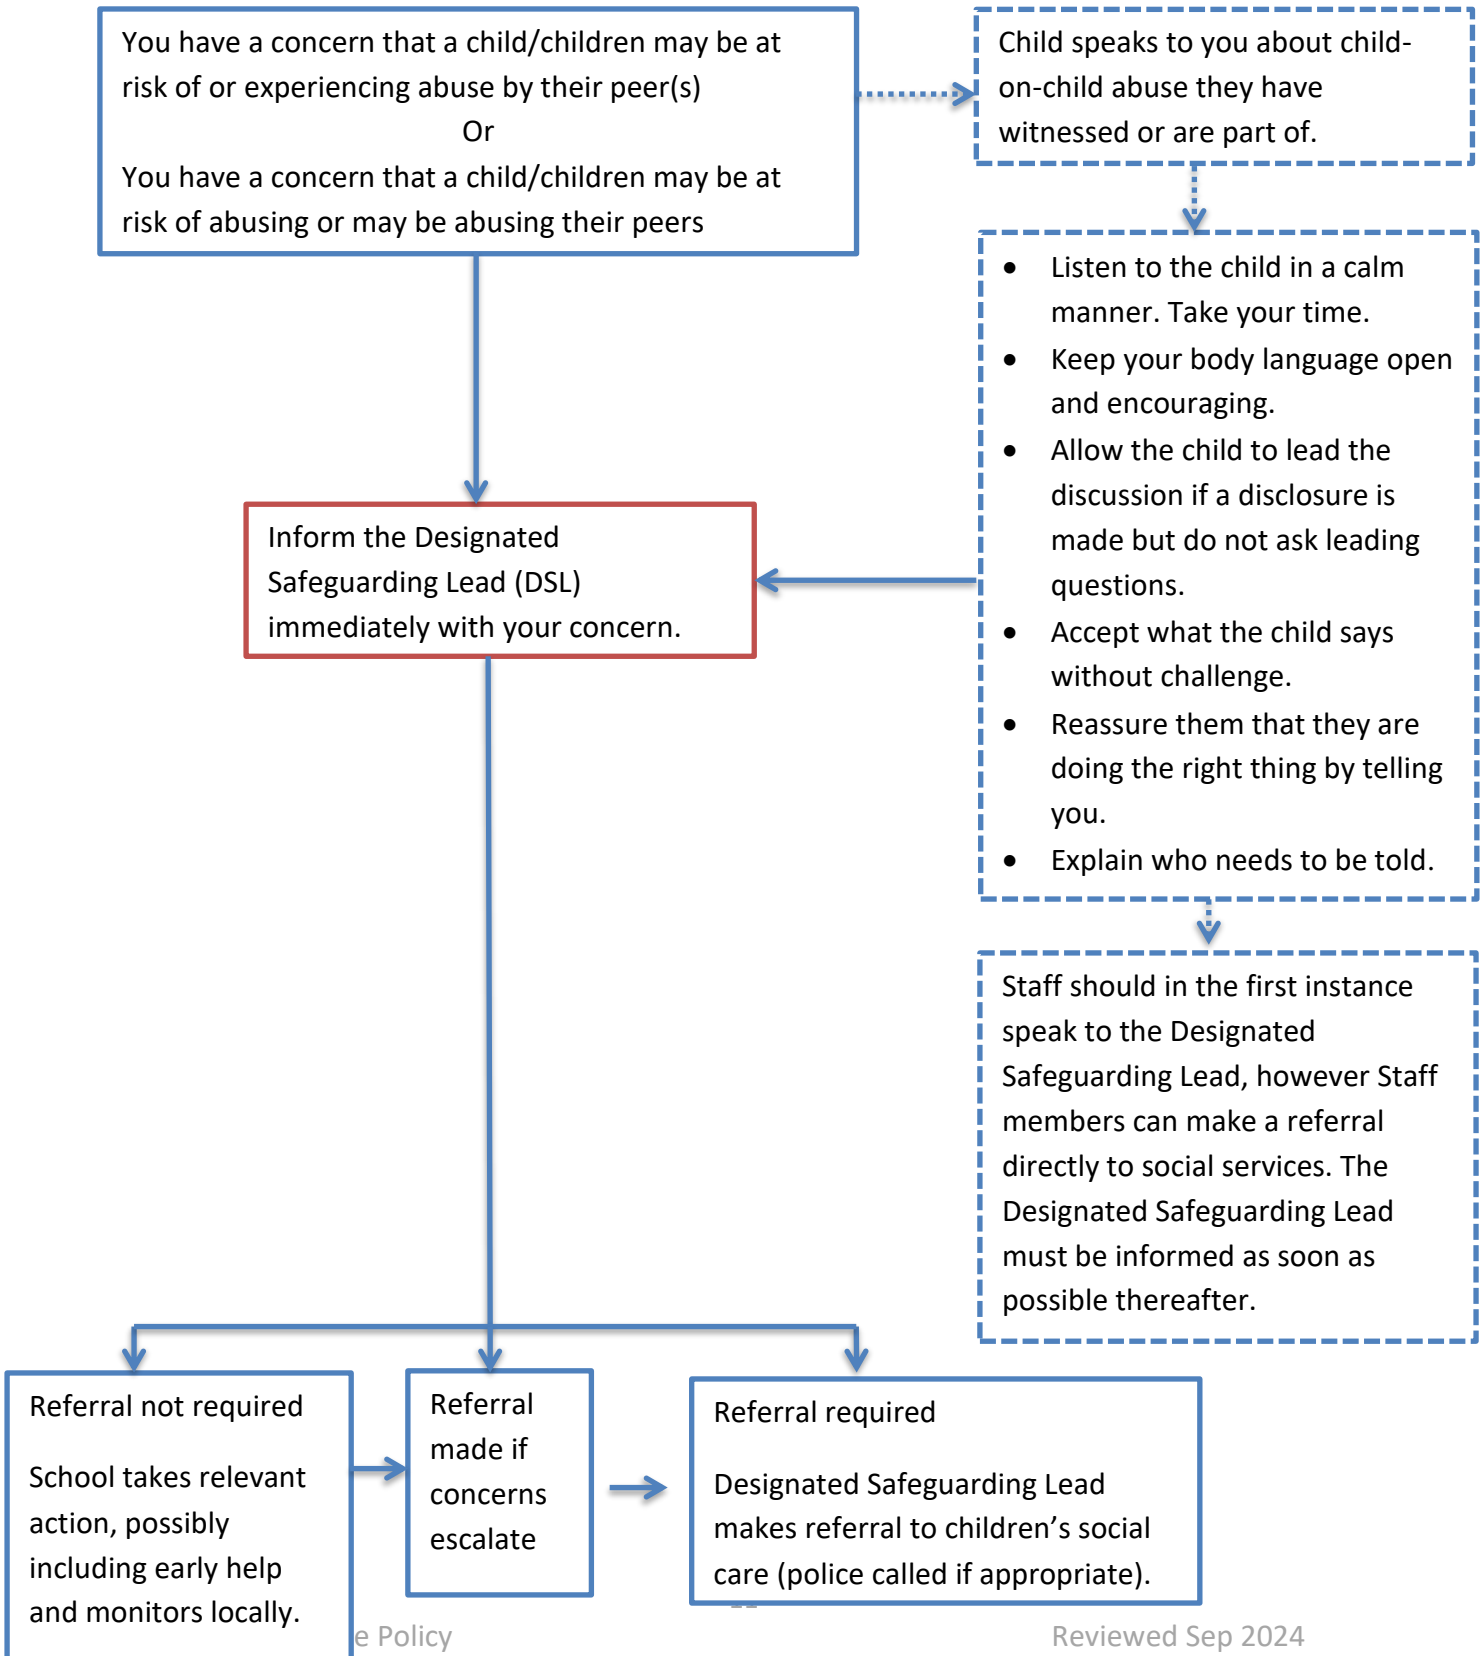 You have a concern that a child/children may be at
risk of or experiencing abuse by their peer(s)
Or
You have a concern that a child/children may be at
risk of abusing or may be abusing their peers
Child speaks to you about child-
on-child abuse they have
witnessed or are part of.
• Listen to the child in a calm
manner. Take your time.
• Keep your body language open
and encouraging.
• Allow the child to lead the
discussion if a disclosure is
made but do not ask leading
questions.
• Accept what the child says
without challenge.
• Reassure them that they are
doing the right thing by telling
you.
• Explain who needs to be told.
Inform the Designated
Safeguarding Lead (DSL)
immediately with your concern.
Staff should in the first instance
speak to the Designated
Safeguarding Lead, however Staff
members can make a referral
directly to social services. The
Designated Safeguarding Lead
must be informed as soon as
possible thereafter.
Referral not required
School takes relevant
action, possibly
including early help
and monitors locally.
Referral
made if
concerns
escalate
Referral required
Designated Safeguarding Lead
makes referral to children’s social
care (police called if appropriate).
e Policy
Reviewed Sep 2024